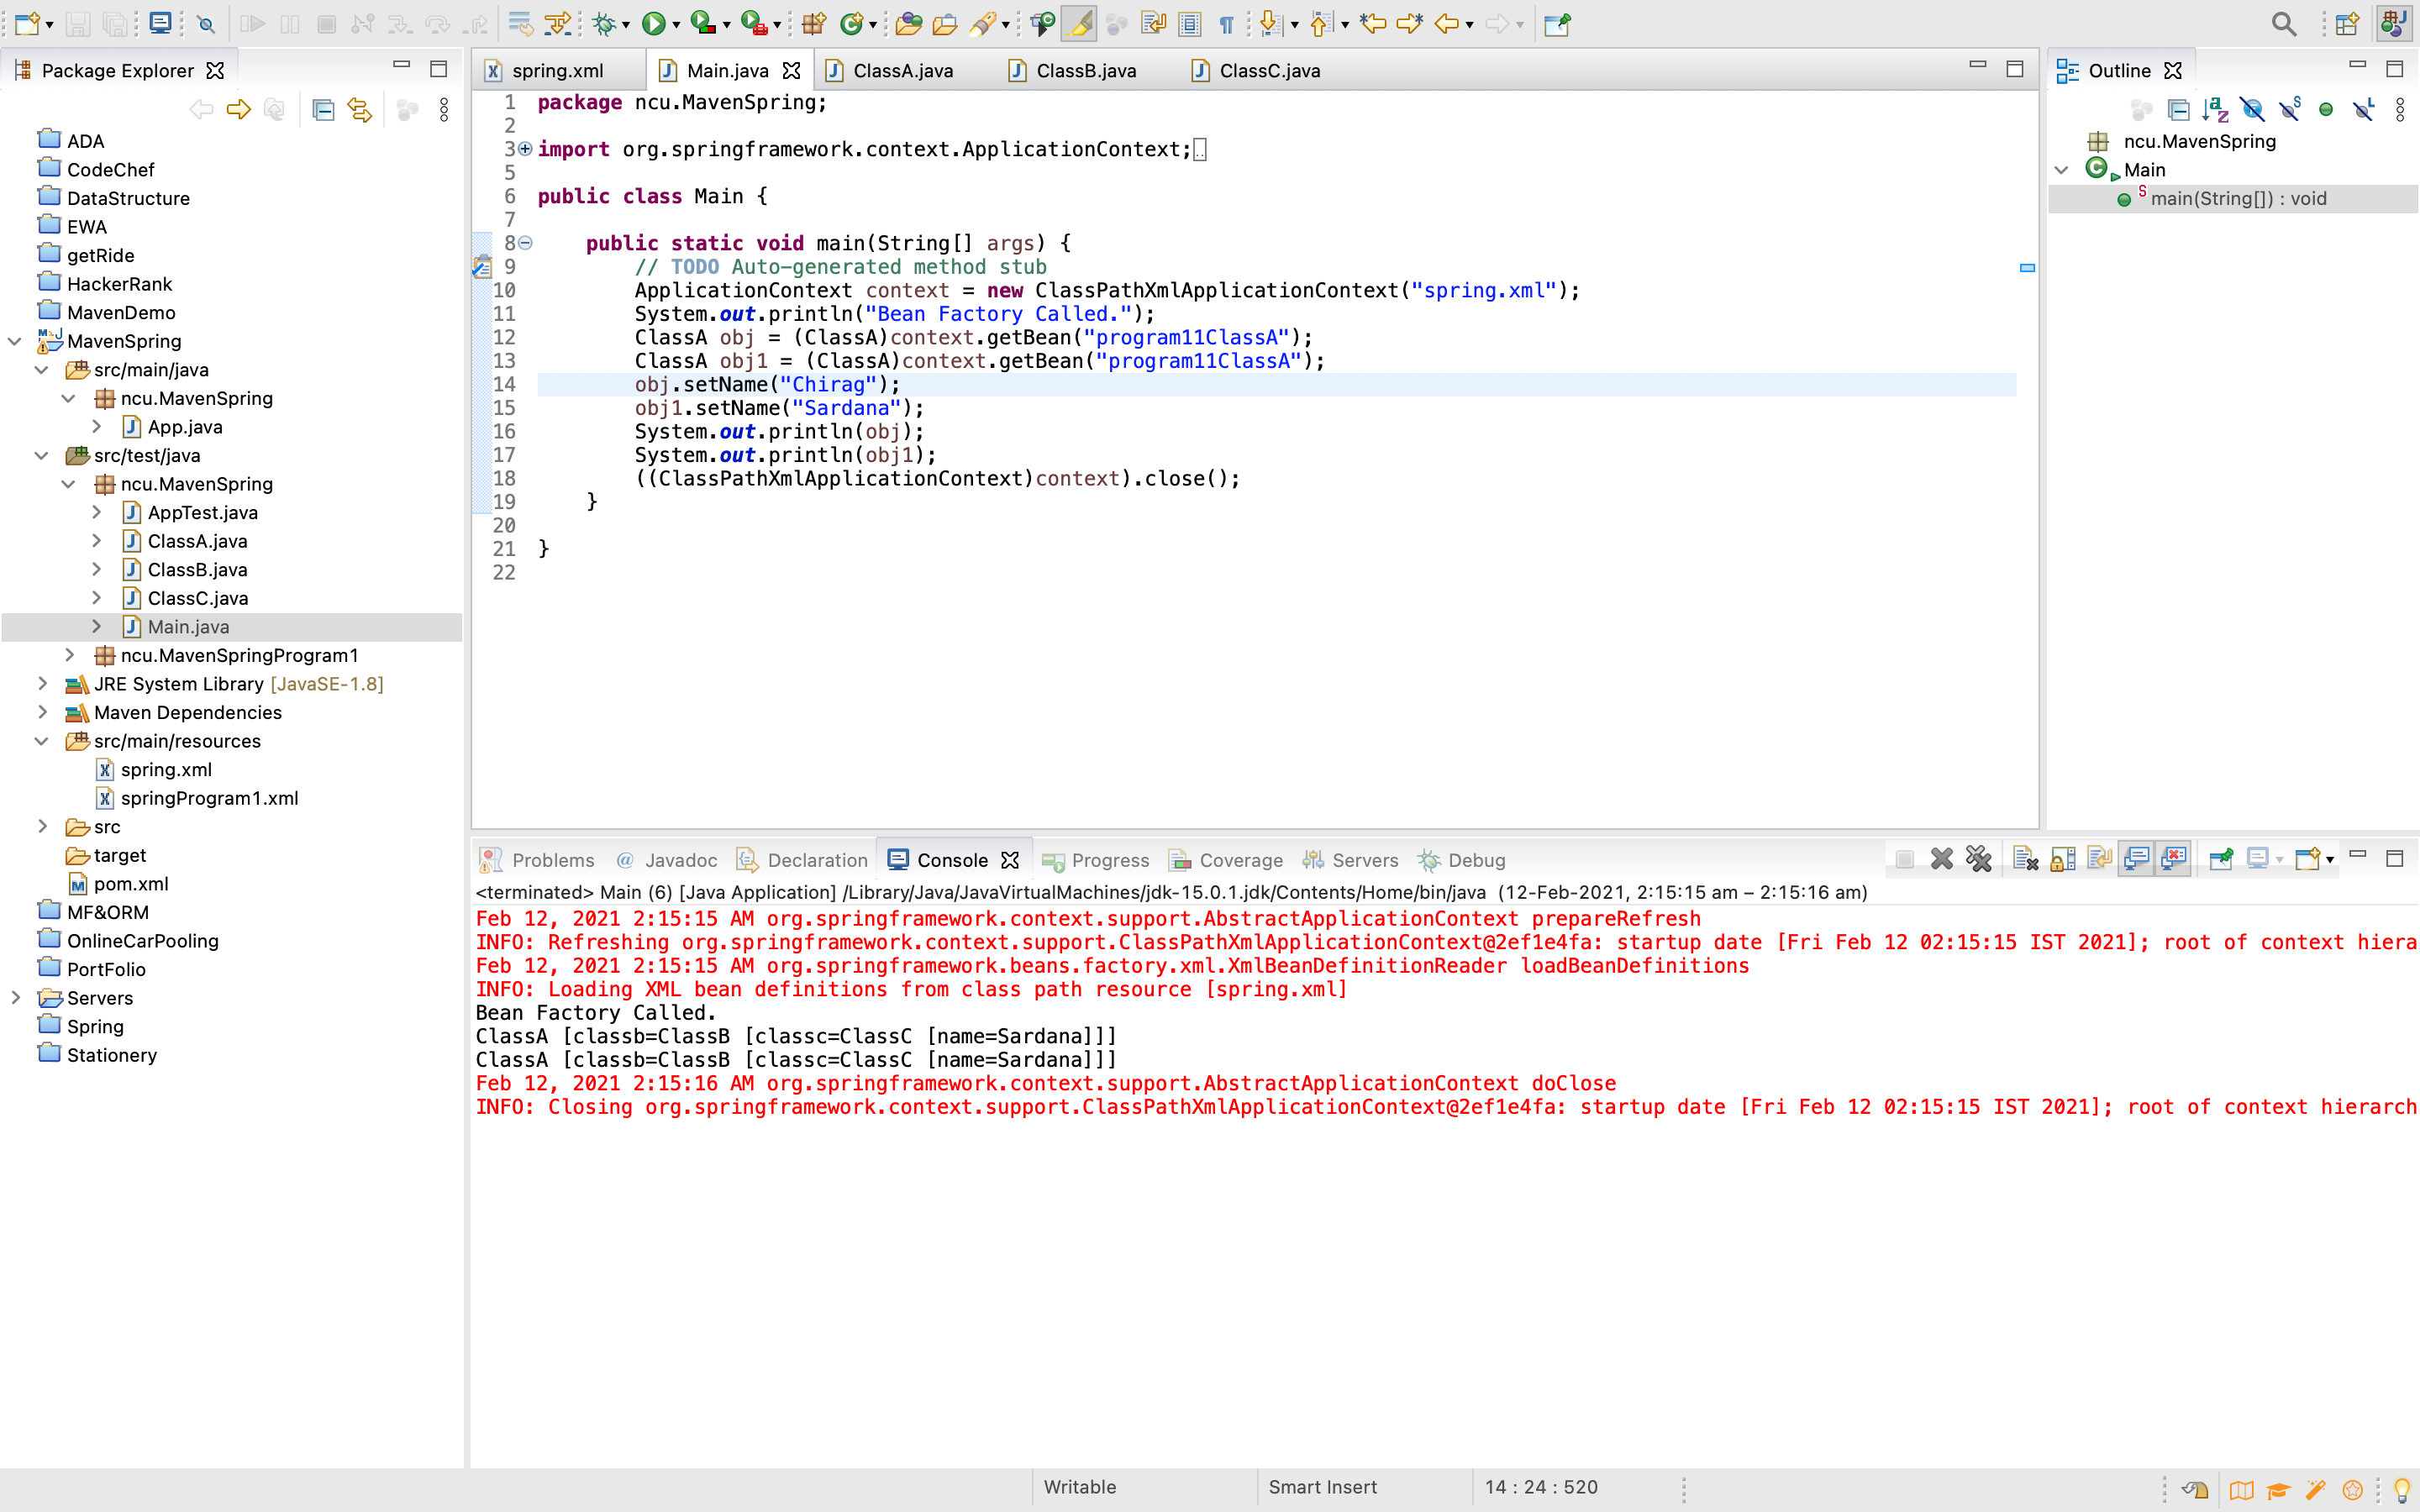 Package Explorer
ADA
CodeChef
DataStructure
EWA
getRide
HackerRank
MavenDemo
MavenSpring
src/main/java
ncu.MavenSpring
App.java
src/test/java
ncu.MavenSpring
AppTest.java
ClassA.java
ClassB.java
ClassC.java
Main.java
ncu.MavenSpringProgram1
JRE System Library [JavaSE-1.8]
Maven Dependencies
src/main/resources
spring.xml
springProgram1.xml
src
target
pom.xml
MF&ORM
OnlineCarPooling
PortFolio
Servers
Spring
Stationery
spring.xml Main.java ClassA.java ClassB.java ClassC.java
1 package ncu.MavenSpring;
2
3 import org.springframework.context.ApplicationContext;
5
6 public class Main {
7
8 public static void main(String[] args) {
9 // TODO Auto-generated method stub
10 ApplicationContext context = new ClassPathXmlApplicationContext("spring.xml");
11 System.out.println("Bean Factory Called.");
12 ClassA obj = (ClassA)context.getBean("program11ClassA");
13 ClassA obj1 = (ClassA)context.getBean("program11ClassA");
14 obj.setName("Chirag");
15 obj1.setName("Sardana");
16 System.out.println(obj);
17 System.out.println(obj1);
18 ((ClassPathXmlApplicationContext)context).close();
19 }
20
21 }
22
Outline
ncu.MavenSpring
Main
main(String[]) : void
Problems @ Javadoc Declaration Console Progress Coverage Servers Debug
<terminated> Main (6) [Java Application] /Library/Java/JavaVirtualMachines/jdk-15.0.1.jdk/Contents/Home/bin/java (12-Feb-2021, 2:15:15 am – 2:15:16 am)
Feb 12, 2021 2:15:15 AM org.springframework.context.support.AbstractApplicationContext prepareRefresh
INFO: Refreshing org.springframework.context.support.ClassPathXmlApplicationContext@2ef1e4fa: startup date [Fri Feb 12 02:15:15 IST 2021]; root of context hiera
Feb 12, 2021 2:15:15 AM org.springframework.beans.factory.xml.XmlBeanDefinitionReader loadBeanDefinitions
INFO: Loading XML bean definitions from class path resource [spring.xml]
Bean Factory Called.
ClassA [classb=ClassB [classc=ClassC [name=Sardana]]]
ClassA [classb=ClassB [classc=ClassC [name=Sardana]]]
Feb 12, 2021 2:15:16 AM org.springframework.context.support.AbstractApplicationContext doClose
INFO: Closing org.springframework.context.support.ClassPathXmlApplicationContext@2ef1e4fa: startup date [Fri Feb 12 02:15:15 IST 2021]; root of context hierarch
Writable Smart Insert 14 : 24 : 520